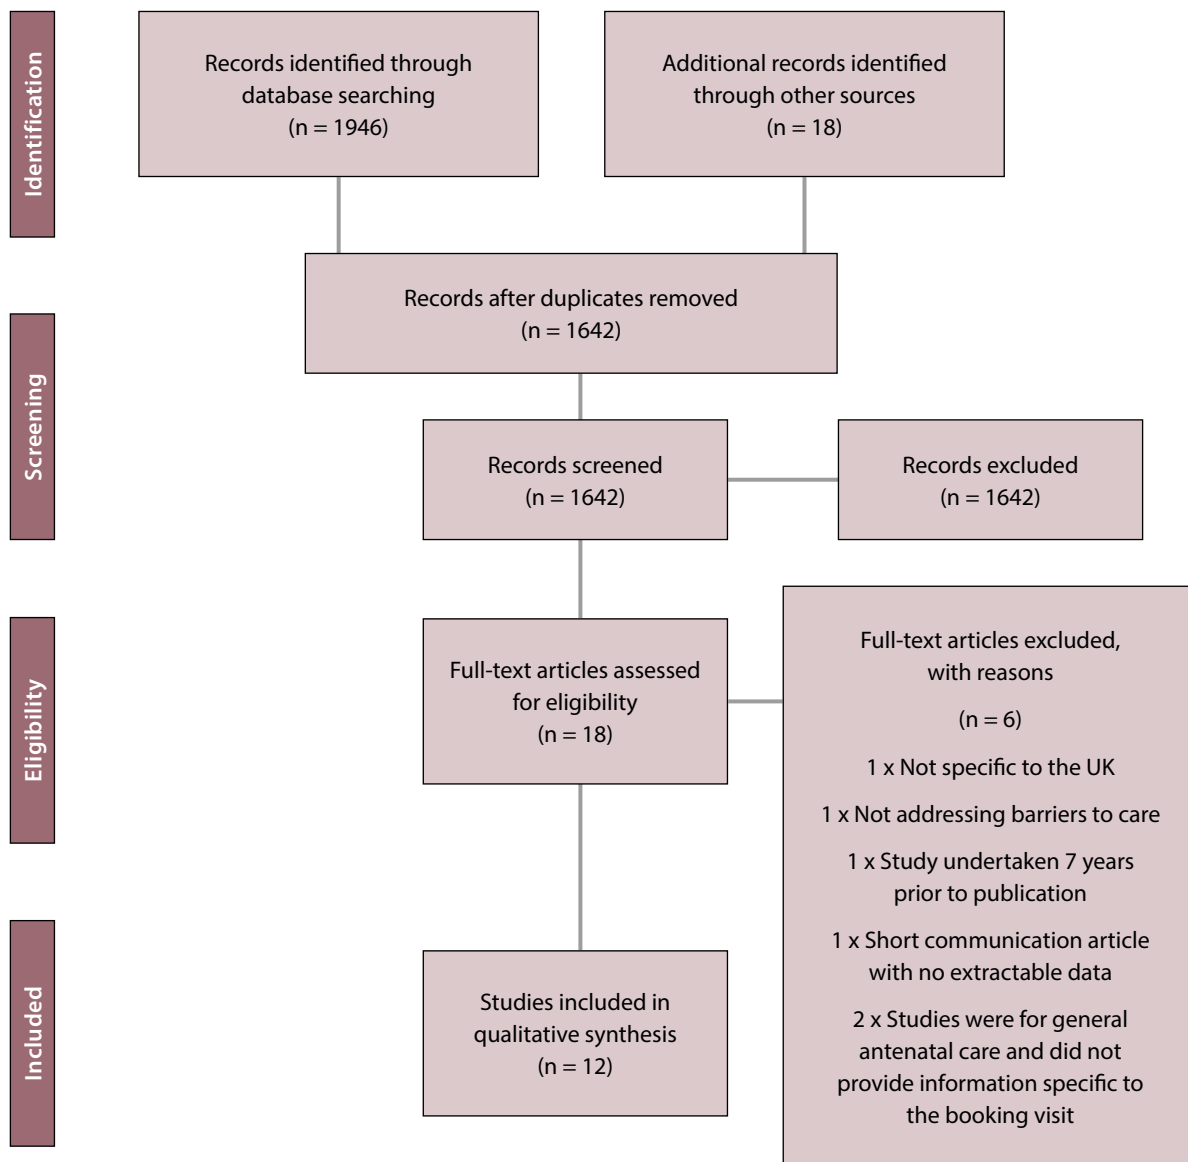 Identification
Records identified through
database searching
(n = 1946)
Additional records identified
through other sources
(n = 18)
Records after duplicates removed
(n = 1642)
Screening
Records screened
(n = 1642)
Records excluded
(n = 1642)
Eligibility
Full-text articles assessed
for eligibility
(n = 18)
Full-text articles excluded,
with reasons
(n = 6)
1 x Not specific to the UK
1 x Not addressing barriers to care
1 x Study undertaken 7 years
prior to publication
1 x Short communication article
with no extractable data
2 x Studies were for general
antenatal care and did not
provide information specific to
the booking visit
Included
Studies included in
qualitative synthesis
(n = 12)